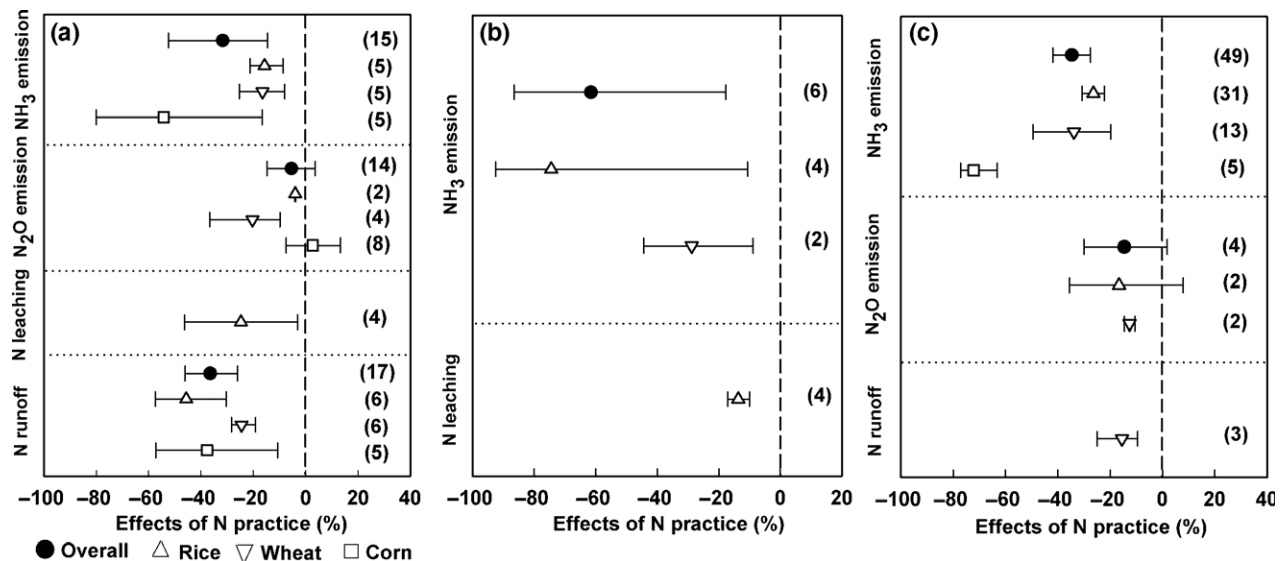 (a)
NH3 emission
(15)
(5)
(5)
(5)
N2O emission
(14)
(2)
(4)
(8)
N leaching
(4)
N runoff
(17)
(6)
(6)
(5)
−100 −80 −60 −40 −20 0 20 40
Effects of N practice (%)
(b)
NH3 emission
(6)
(4)
(2)
N leaching
(4)
−100 −80 −60 −40 −20 0 20
Effects of N practice (%)
(c)
NH3 emission
(49)
(31)
(13)
(5)
N2O emission
(4)
(2)
(2)
N runoff
(3)
−100 −80 −60 −40 −20 0 20 40
Effects of N practice (%)
Overall Rice Wheat Corn